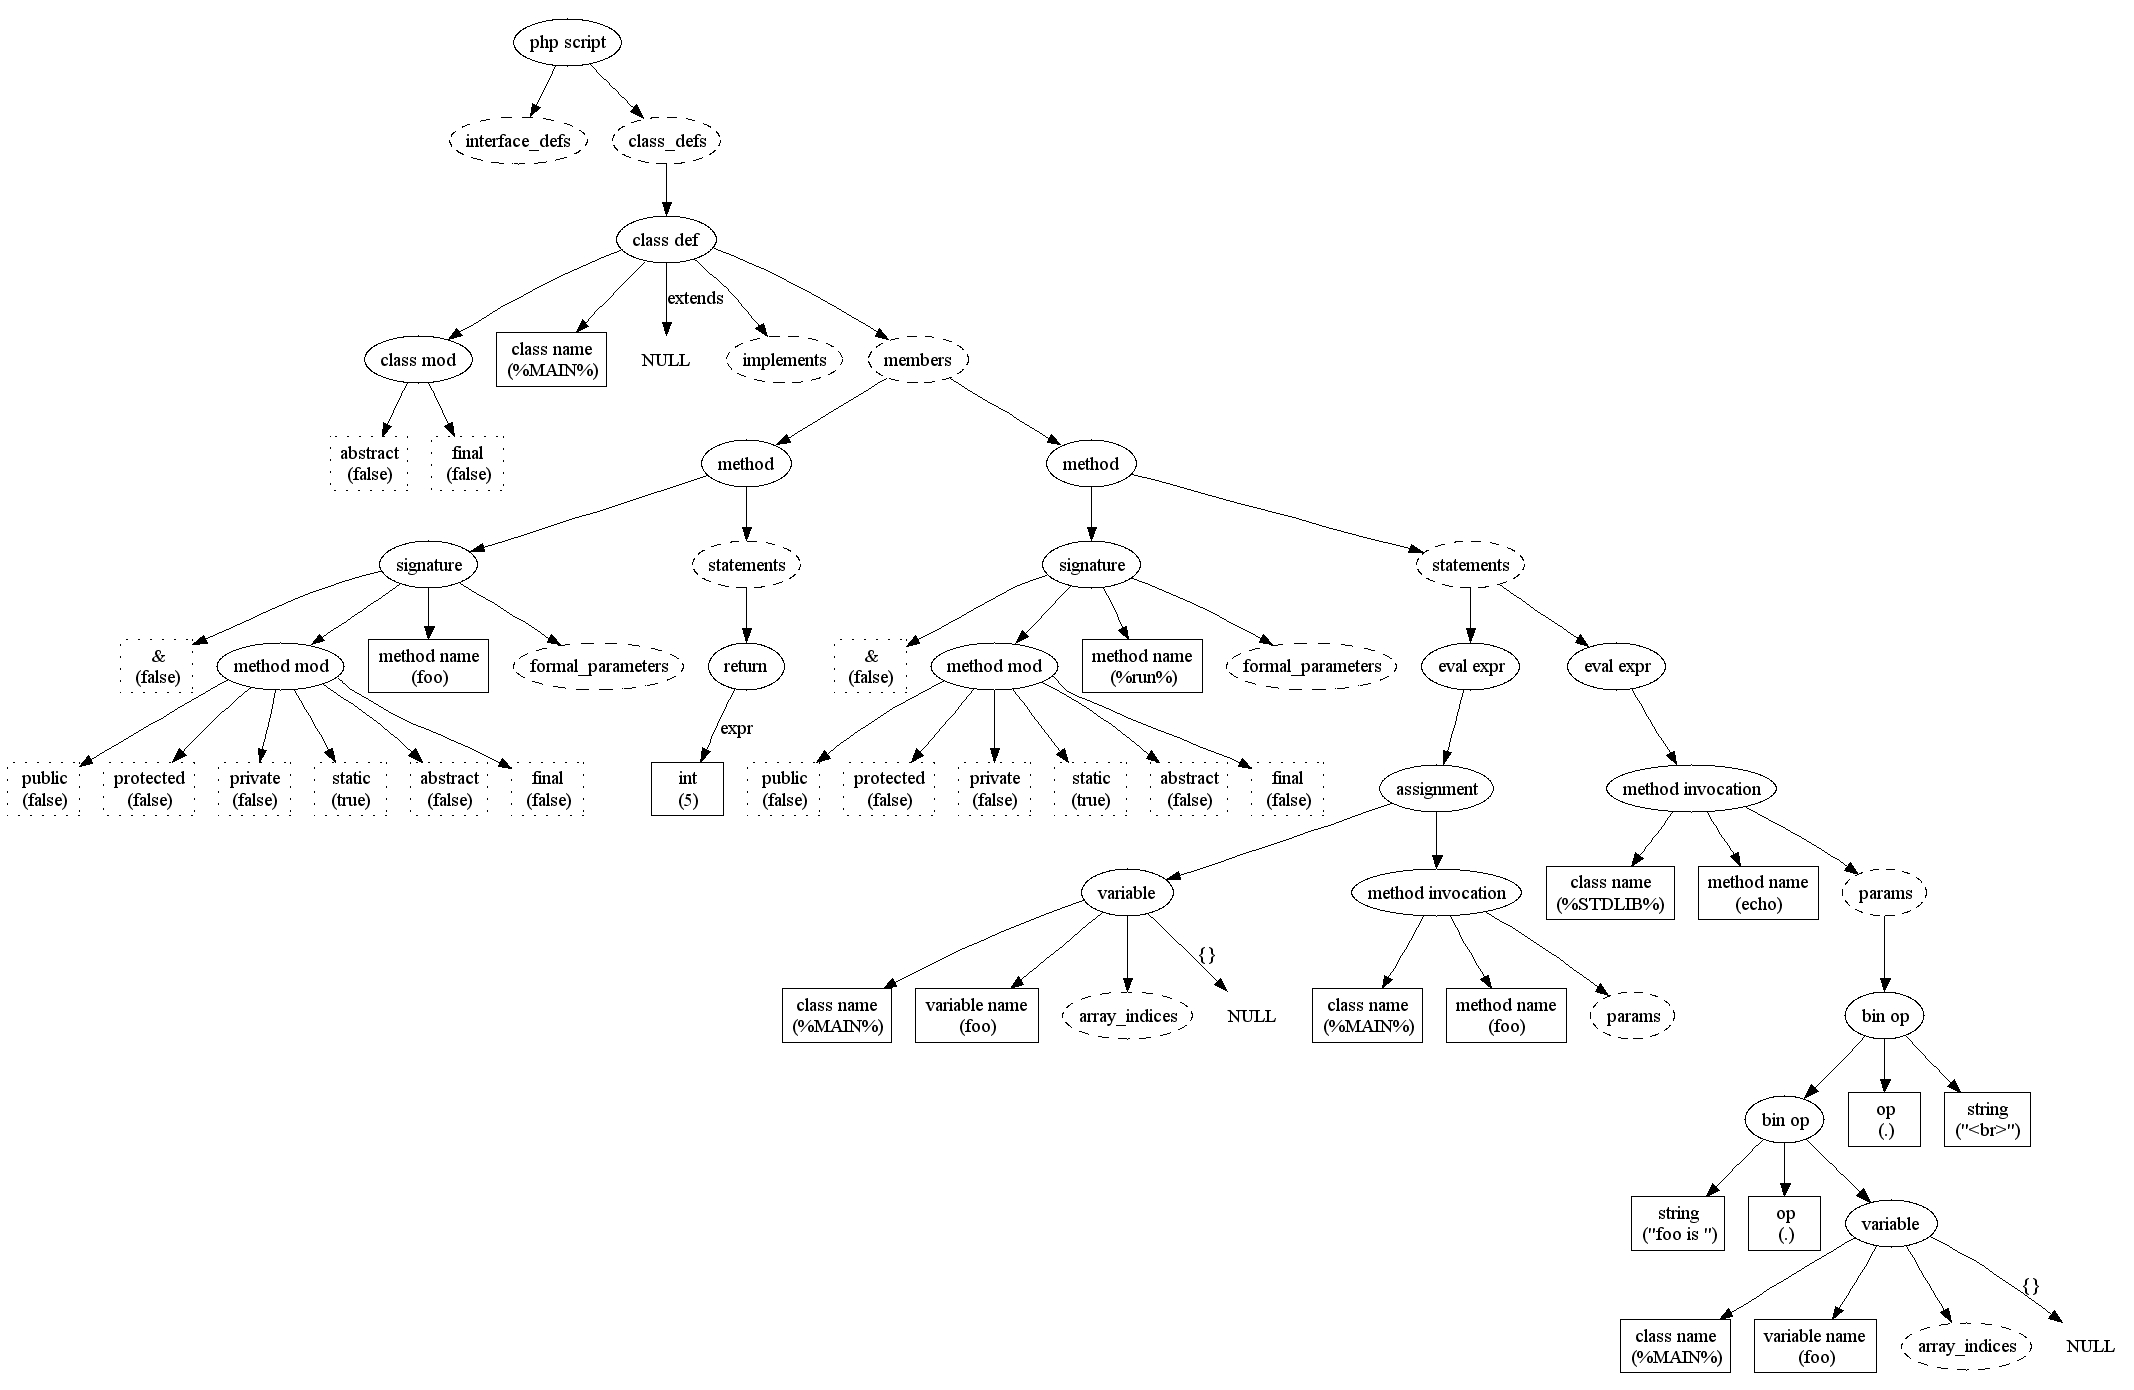 php script
interface_defs
class_defs
class def
extends
class mod
class name
(%MAIN%)
NULL
implements
members
abstract
(false)
final
(false)
method
method
signature
statements
signature
statements
&
(false)
method mod
method name
(foo)
formal_parameters
return
&
(false)
method mod
method name
(%run%)
formal_parameters
eval expr
eval expr
expr
public
(false)
protected
(false)
private
(false)
static
(true)
abstract
(false)
final
(false)
int
(5)
public
(false)
protected
(false)
private
(false)
static
(true)
abstract
(false)
final
(false)
assignment
method invocation
variable
method invocation
class name
(%STDLIB%)
method name
(echo)
params
{}
class name
(%MAIN%)
variable name
(foo)
array_indices
NULL
class name
(%MAIN%)
method name
(foo)
params
bin op
bin op
op
(.)
string
("<br>")
string
("foo is ")
op
(.)
variable
{}
class name
(%MAIN%)
variable name
(foo)
array_indices
NULL